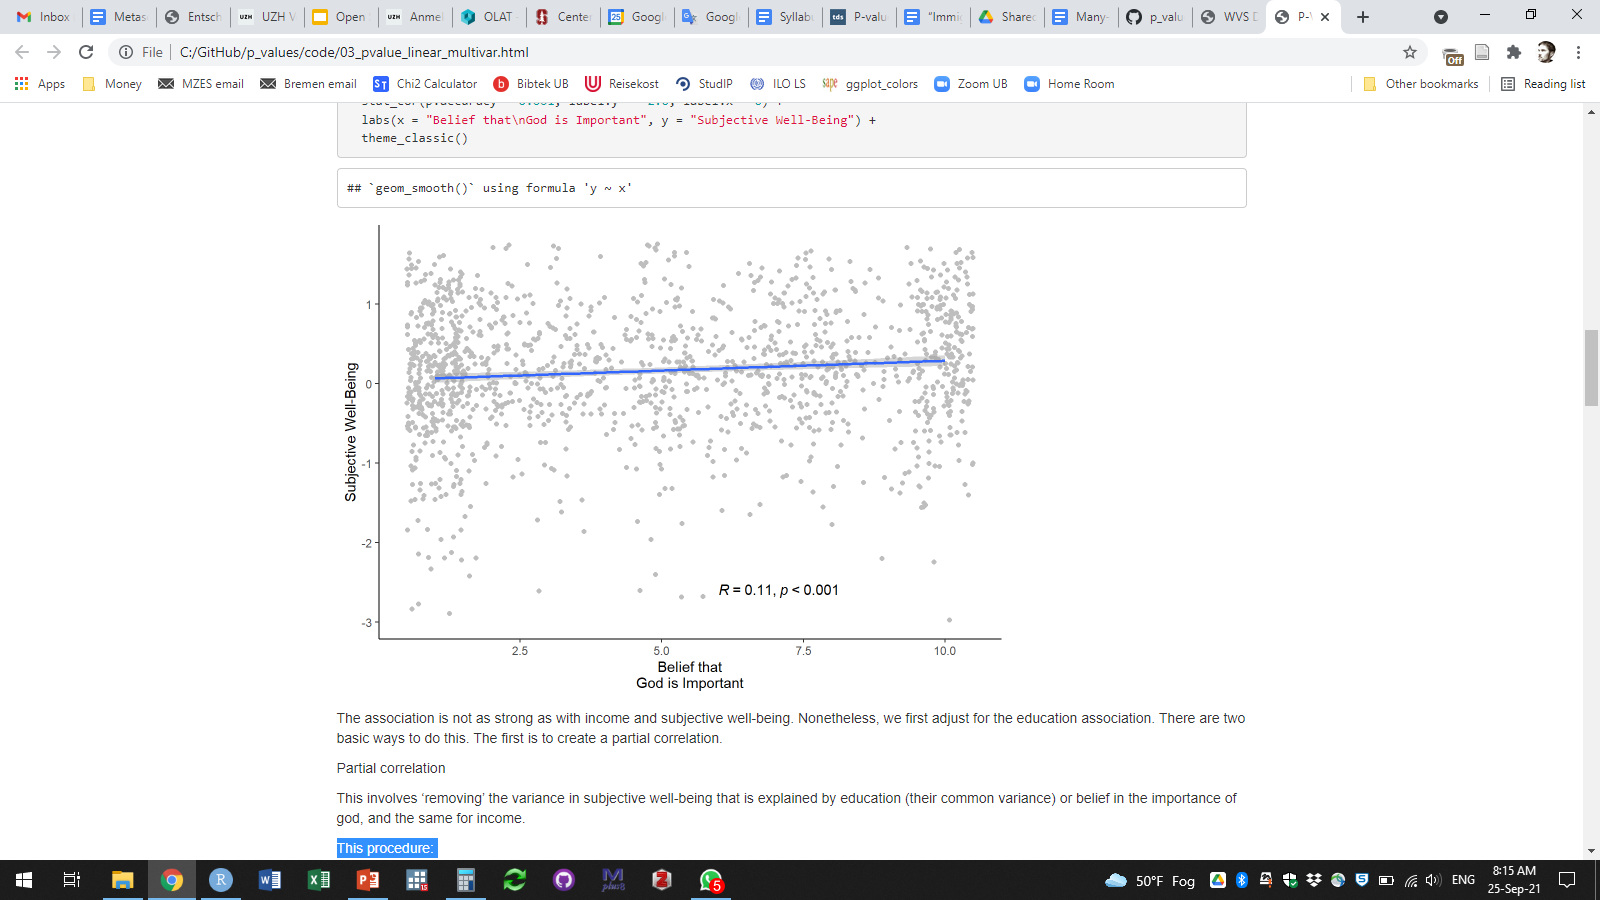 Inbox
Metas
Entsch
UZH V
Open
Anme
OLAT
Cente
Googl
Googl
Syllab
P-valu
"Immi
Share
Many-
p_valu
WVS D
P-V
File | C:/GitHub/p_values/code/03_pvalue_linear_multivar.html
Off
Apps Money MZES email Bremen email Chi2 Calculator Bibtek UB Reisekost StudIP ILO LS ggplot_colors Zoom UB Home Room Other bookmarks Reading list
labs(x = "Belief that\nGod is Important", y = "Subjective Well-Being") +
theme_classic()
## `geom_smooth()` using formula 'y ~ x'
Subjective Well-Being
1
0
-1
-2
-3
R = 0.11, p < 0.001
2.5 5.0 7.5 10.0
Belief that
God is Important
The association is not as strong as with income and subjective well-being. Nonetheless, we first adjust for the education association. There are two
basic ways to do this. The first is to create a partial correlation.
Partial correlation
This involves ‘removing’ the variance in subjective well-being that is explained by education (their common variance) or belief in the importance of
god, and the same for income.
This procedure:
50°F Fog
ENG
8:15 AM
25-Sep-21